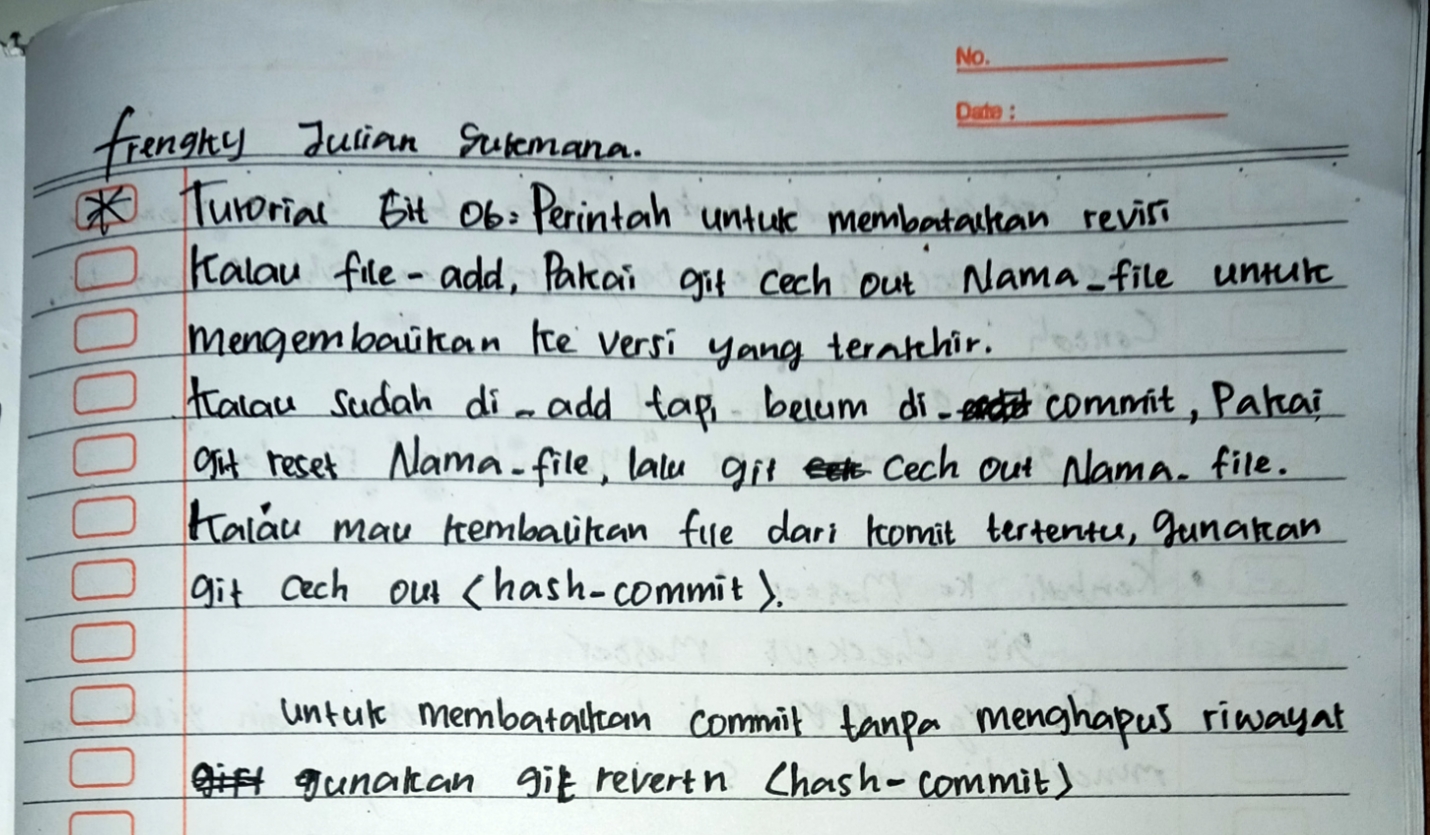 No.
Date :
Frengky Julian Sukmana.
* Tutorial Git 06: Perintah untuk membatalkan revisi
Kalau file-add, Pakai git cech out Nama_file untuk
mengembalikan ke versi yang terakhir.
Kalau sudah di-add tapi belum di- commit, Pakai
git reset Nama-file, lalu git cech out Nama-file.
Kalau mau kembalikan file dari komit tertentu, gunakan
git cech out <hash-commit>.
untuk membatalkan commit tanpa menghapus riwayat
gunakan git revertn <hash-commit>